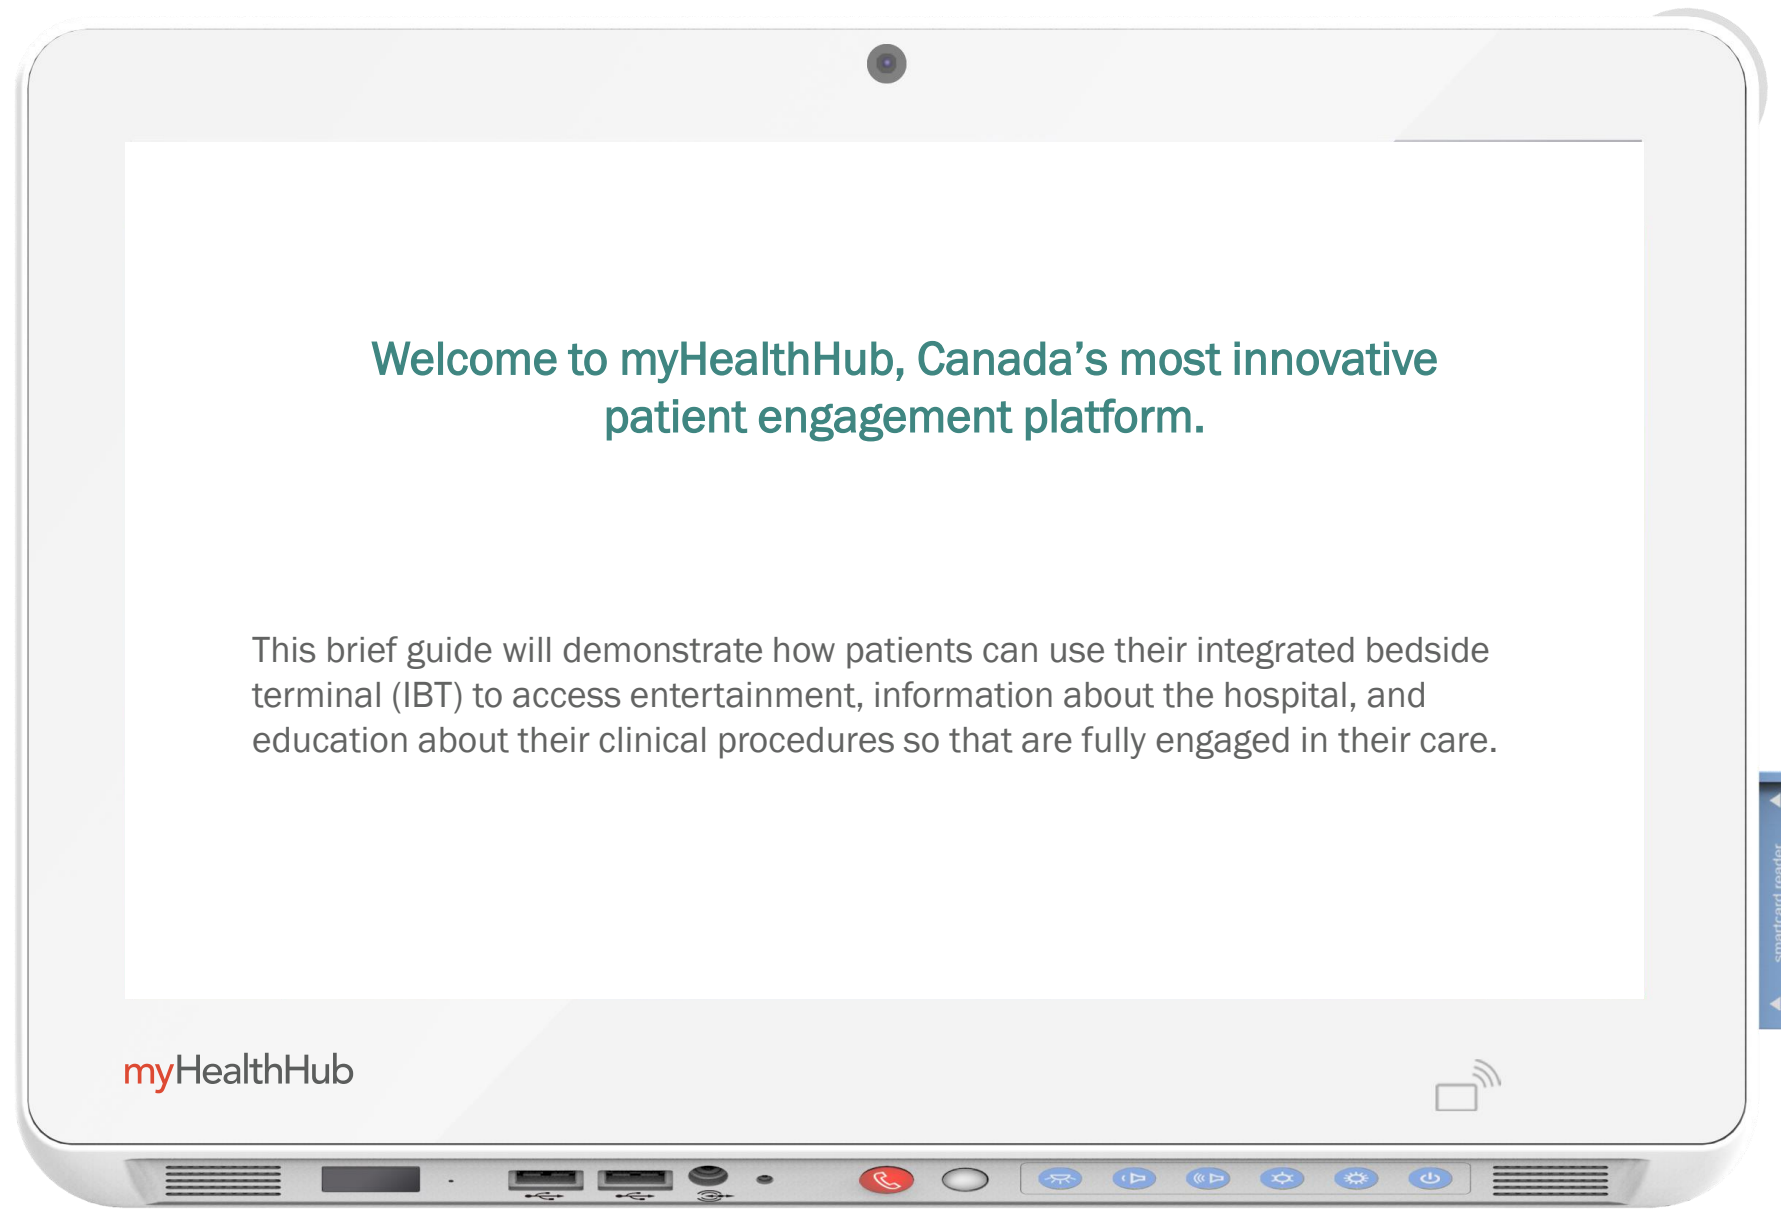 Welcome to myHealthHub, Canada’s most innovative
patient engagement platform.
This brief guide will demonstrate how patients can use their integrated bedside
terminal (IBT) to access entertainment, information about the hospital, and
education about their clinical procedures so that are fully engaged in their care.
smartcard reader
myHealthHub